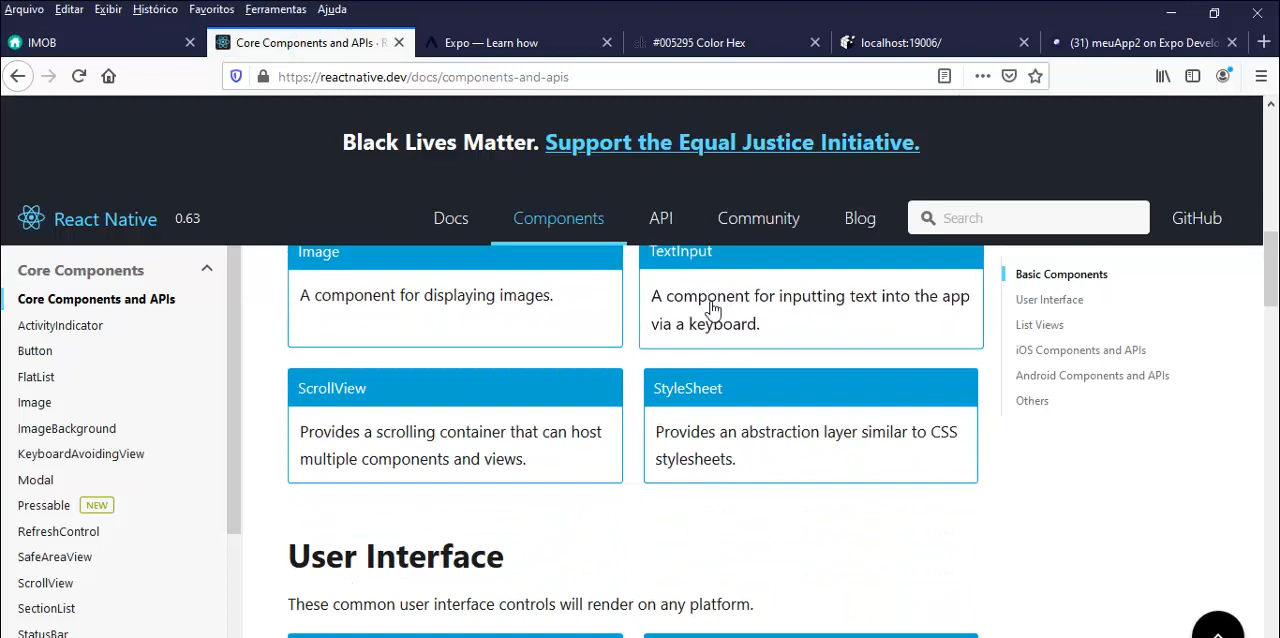 Arquivo Editar Exibir Histórico Favoritos Ferramentas Ajuda
IMOB
Core Components and APIs · R
Expo — Learn how
#005295 Color Hex
localhost:19006/
(31) meuApp2 on Expo Develo
https://reactnative.dev/docs/components-and-apis
Black Lives Matter. Support the Equal Justice Initiative.
React Native 0.63
Docs Components API Community Blog Search GitHub
Core Components
Core Components and APIs
ActivityIndicator
Button
FlatList
Image
ImageBackground
KeyboardAvoidingView
Modal
Pressable NEW
RefreshControl
SafeAreaView
ScrollView
SectionList
StatusBar
Image
A component for displaying images.
TextInput
A component for inputting text into the app
via a keyboard.
ScrollView
Provides a scrolling container that can host
multiple components and views.
StyleSheet
Provides an abstraction layer similar to CSS
stylesheets.
User Interface
These common user interface controls will render on any platform.
Basic Components
User Interface
List Views
iOS Components and APIs
Android Components and APIs
Others